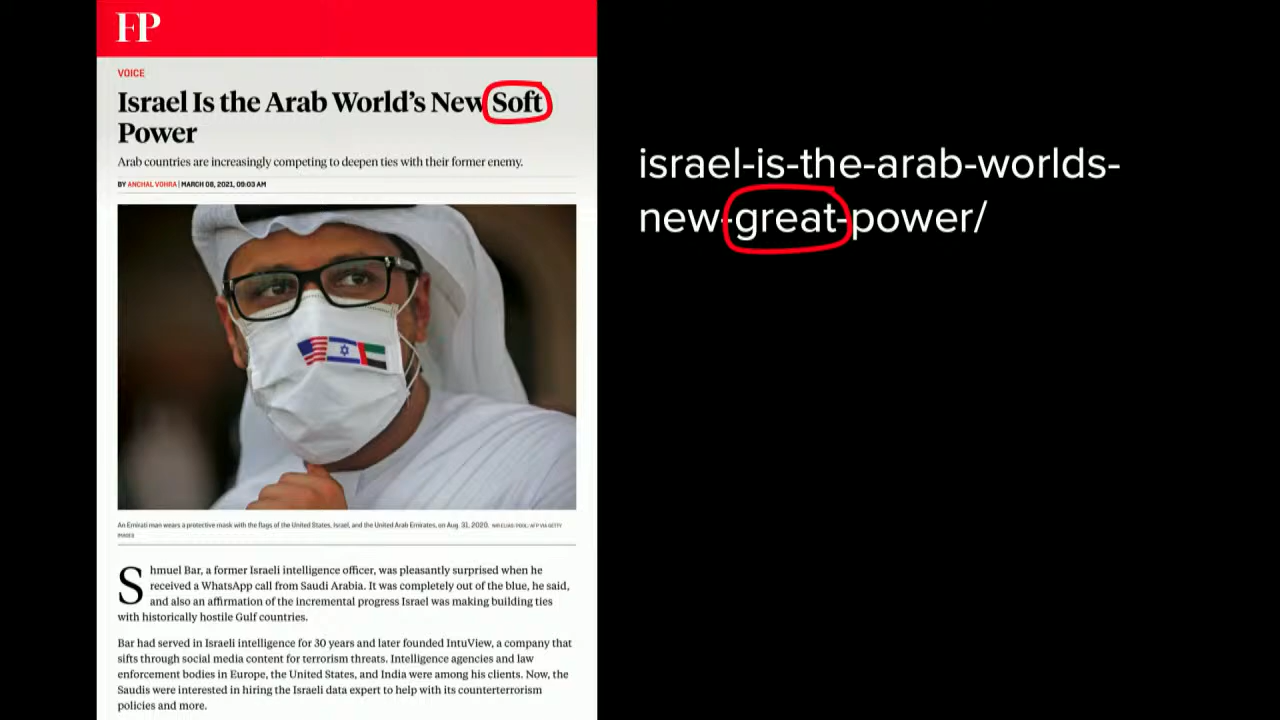 FP
VOICE
Israel Is the Arab World's New Soft
Power
Arab countries are increasingly competing to deepen ties with their former enemy.
BY ANCHAL VOHRA | MARCH 08, 2021, 09:03 AM
An Emirati man wears a protective mask with the flags of the United States, Israel, and the United Arab Emirates, on Aug. 31, 2020. NIR ELIAS/POOL/AFP VIA GETTY
IMAGES
Shmuel Bar, a former Israeli intelligence officer, was pleasantly surprised when he
received a WhatsApp call from Saudi Arabia. It was completely out of the blue, he said,
and also an affirmation of the incremental progress Israel was making building ties
with historically hostile Gulf countries.
Bar had served in Israeli intelligence for 30 years and later founded IntuView, a company that
sifts through social media content for terrorism threats. Intelligence agencies and law
enforcement bodies in Europe, the United States, and India were among his clients. Now, the
Saudis were interested in hiring the Israeli data expert to help with its counterterrorism
policies and more.
israel-is-the-arab-worlds-
new-great-power/